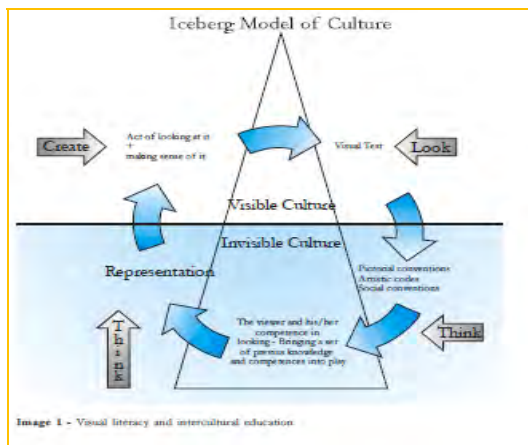 Iceberg Model of Culture
Create
Act of looking at it
+
making sense of it
Visual Text
Look
Visible Culture
Invisible Culture
Representation
Pictorial conventions
Artistic codes
Social conventions
The viewer and his/her
competence in
looking - Bringing a set
of previous knowledge
and competences into play
Think
Think
Image 1 - Visual literacy and intercultural education